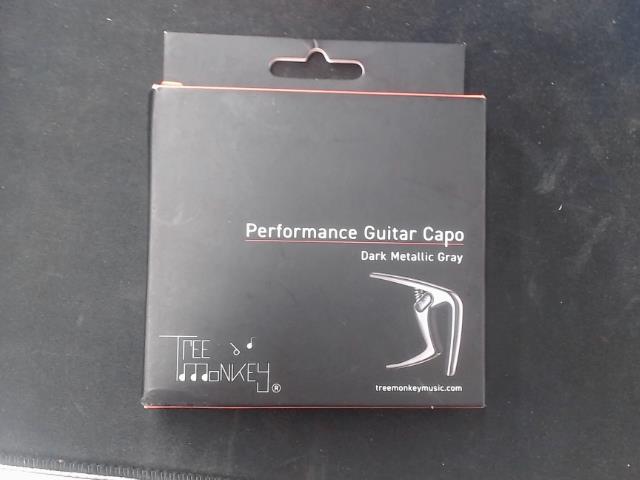 Performance Guitar Capo
Dark Metallic Gray
TREE
MONKEY®
treemonkeymusic.com